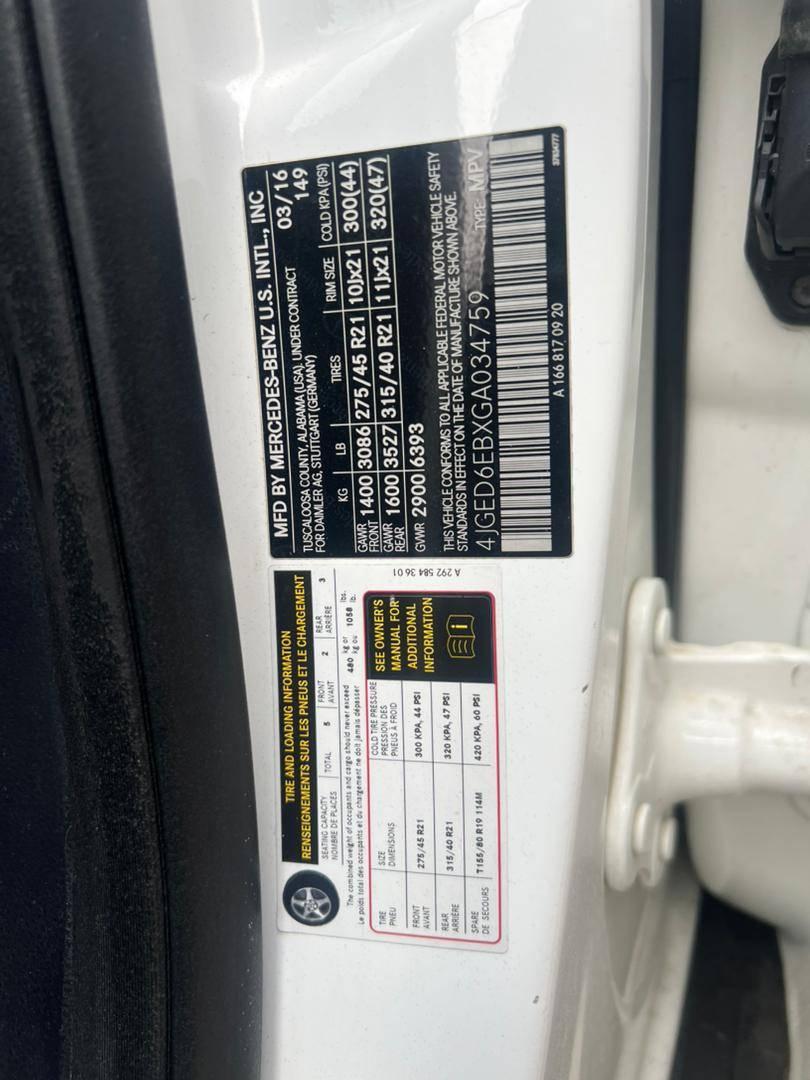 MFD BY MERCEDES-BENZ U.S. INTL., INC
TUSCALOOSA COUNTY, ALABAMA (USA), UNDER CONTRACT 03/16
FOR DAIMLER AG, STUTTGART (GERMANY) 149
KG LB TIRES RIM SIZE COLD KPA (PSI)
GAWR FRONT 1400 3086 275/45 R21 10Jx21 300(44)
GAWR REAR 1600 3527 315/40 R21 11Jx21 320(47)
GVWR 2900 6393
THIS VEHICLE CONFORMS TO ALL APPLICABLE FEDERAL MOTOR VEHICLE SAFETY
STANDARDS IN EFFECT ON THE DATE OF MANUFACTURE SHOWN ABOVE.
4JGED6EBXGA034759 TYPE: MPV
A 166 817 09 20
TIRE AND LOADING INFORMATION
RENSEIGNEMENTS SUR LES PNEUS ET LE CHARGEMENT
SEATING CAPACITY TOTAL 5 FRONT 2 REAR 3
NOMBRE DE PLACES AVANT ARRIÈRE
The combined weight of occupants and cargo should never exceed 480 kg or 1058 lbs.
Le poids total des occupants et du chargement ne doit jamais dépasser kg ou lb.
TIRE SIZE COLD TIRE PRESSURE
PNEU DIMENSIONS PRESSION DES PNEUS À FROID
FRONT AVANT 275/45 R21 300 KPA, 44 PSI
REAR ARRIÈRE 315/40 R21 320 KPA, 47 PSI
SPARE DE SECOURS T155/80 R19 114M 420 KPA, 60 PSI
SEE OWNER'S
MANUAL FOR
ADDITIONAL
INFORMATION
A 292 584 36 01